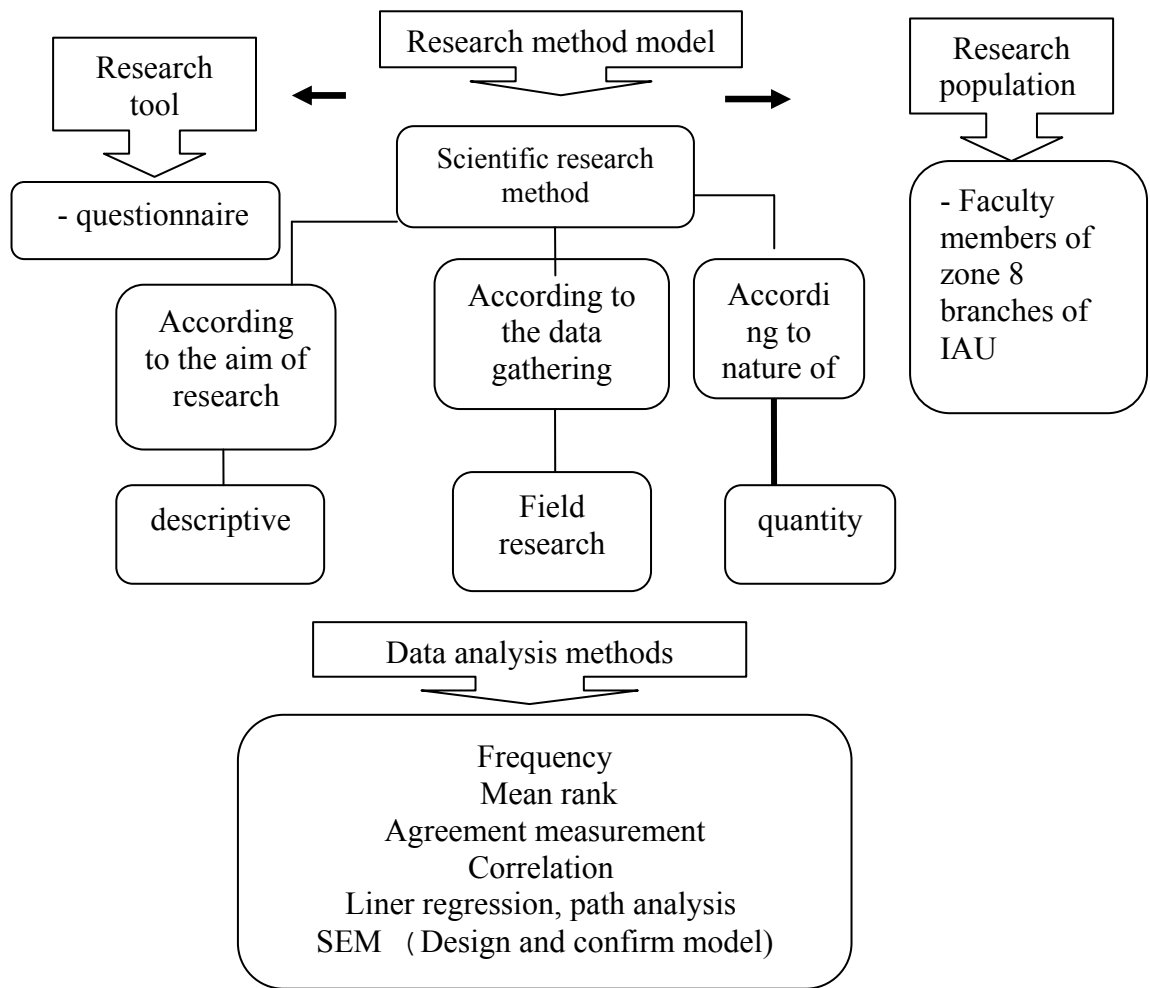 Research method model
Research
tool
Research
population
Scientific research
method
- questionnaire
- Faculty
members of
zone 8
branches of
IAU
According
to the aim of
research
According to
the data
gathering
Accordi
ng to
nature of
descriptive
Field
research
quantity
Data analysis methods
Frequency
Mean rank
Agreement measurement
Correlation
Liner regression, path analysis
SEM （Design and confirm model)